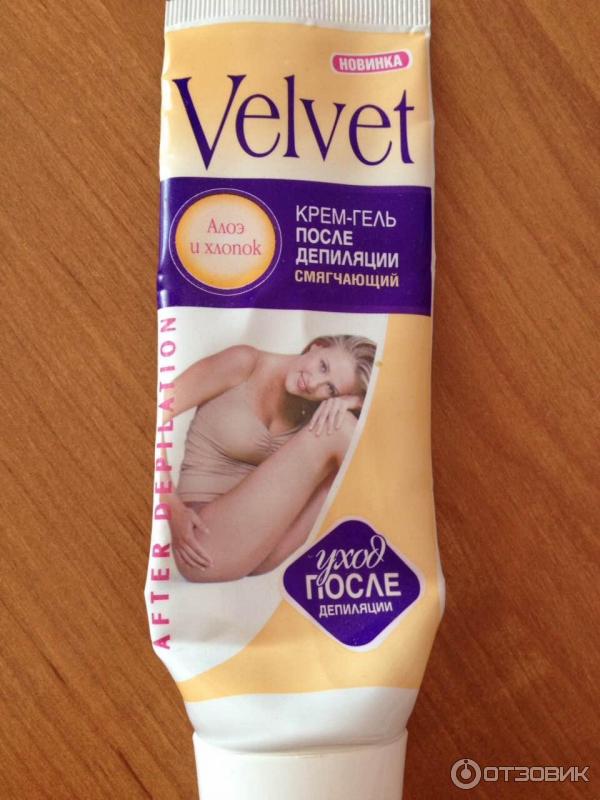 НОВИНКА
Velvet
Алоэ
и хлопок
КРЕМ-ГЕЛЬ
ПОСЛЕ
ДЕПИЛЯЦИИ
СМЯГЧАЮЩИЙ
AFTER DEPILATION
уход
ПОСЛЕ
ДЕПИЛЯЦИИ
ОТЗОВИК